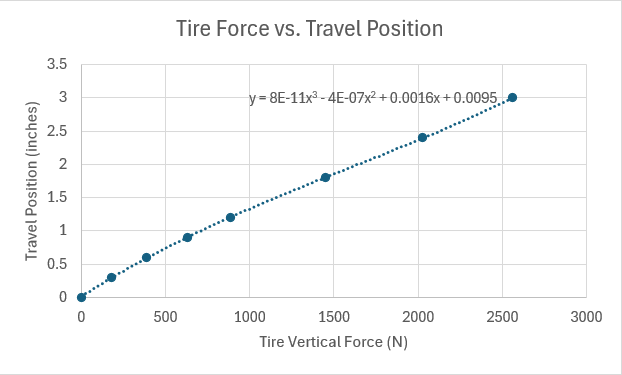 Tire Force vs. Travel Position
3.5
3
2.5
2
1.5
1
0.5
0
Travel Position (inches)
y = 8E-11x³ - 4E-07x² + 0.0016x + 0.0095
0 500 1000 1500 2000 2500 3000
Tire Vertical Force (N)